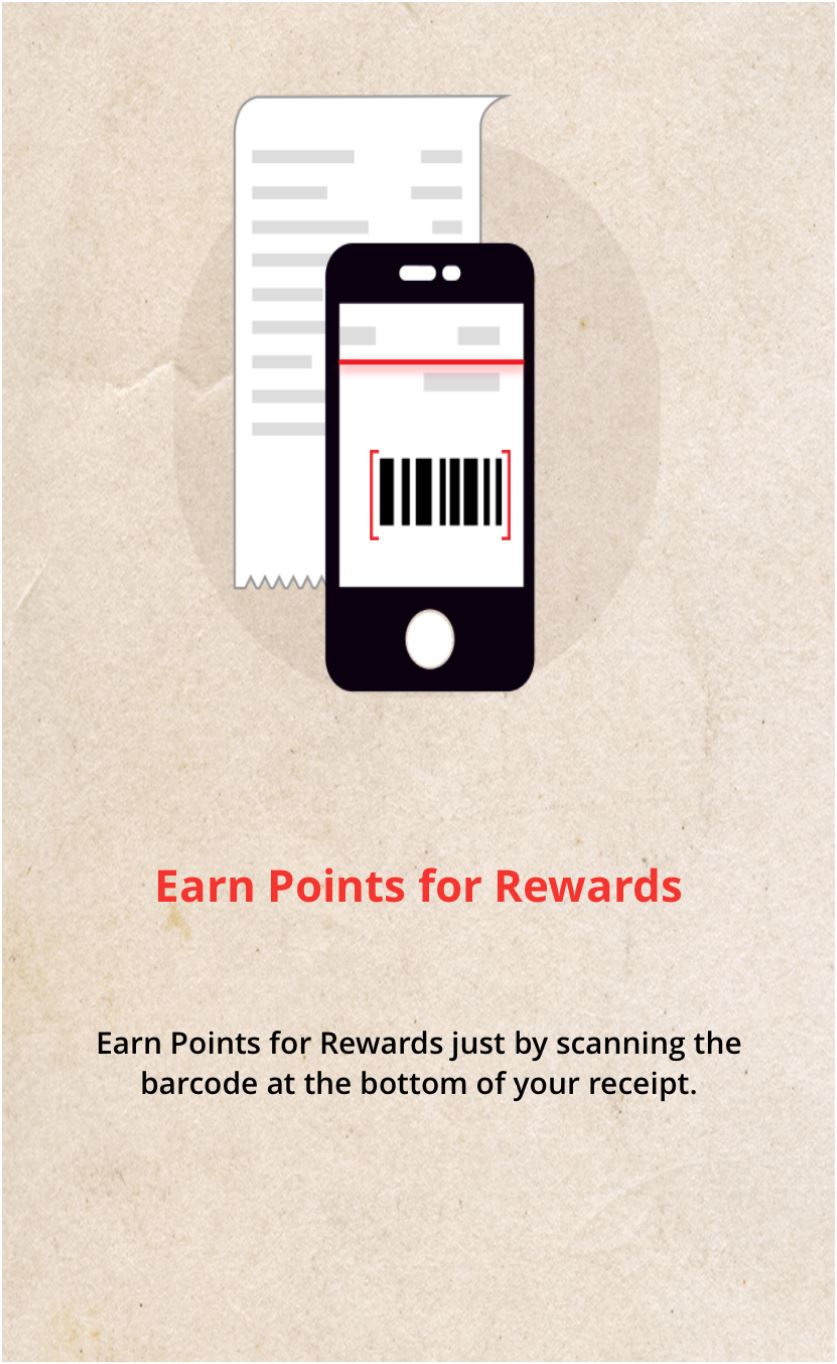 Earn Points for Rewards
Earn Points for Rewards just by scanning the
barcode at the bottom of your receipt.